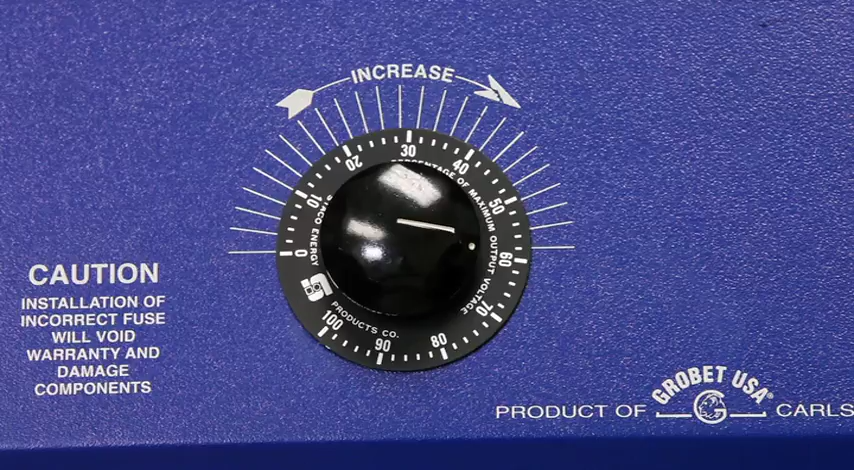 INCREASE
0
10
20
30
40
50
60
70
80
90
100
PERCENTAGE OF MAXIMUM OUTPUT VOLTAGE
STACO ENERGY
PRODUCTS CO.
CAUTION
INSTALLATION OF
INCORRECT FUSE
WILL VOID
WARRANTY AND
DAMAGE
COMPONENTS
GROBET USA®
PRODUCT OF G CARLS